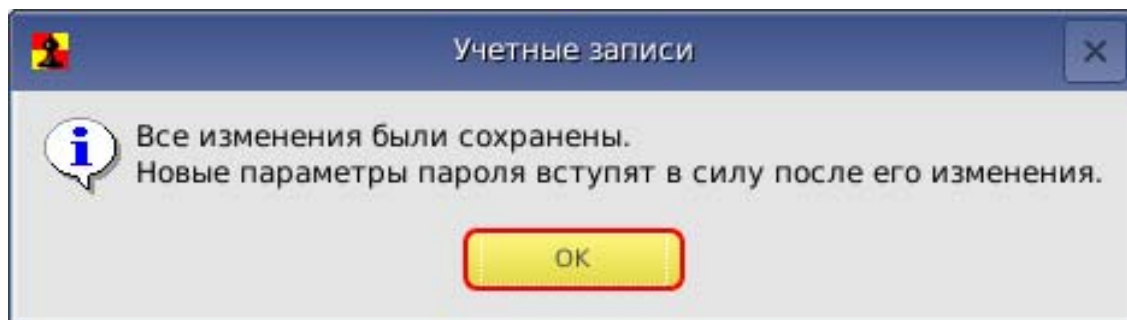 Учетные записи
Все изменения были сохранены.
Новые параметры пароля вступят в силу после его изменения.
OK